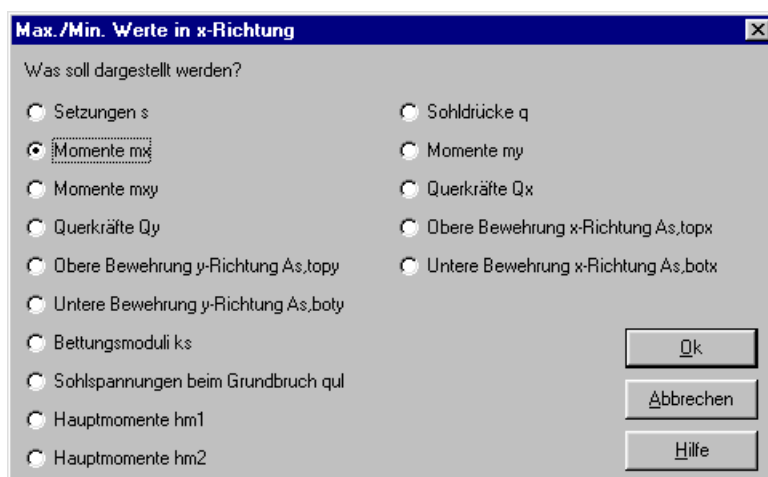 Max./Min. Werte in x-Richtung
Was soll dargestellt werden?
Setzungen s
Sohldrücke q
Momente mx
Momente my
Momente mxy
Querkräfte Qx
Querkräfte Qy
Obere Bewehrung x-Richtung As,topx
Obere Bewehrung y-Richtung As,topy
Untere Bewehrung x-Richtung As,botx
Untere Bewehrung y-Richtung As,boty
Bettungsmoduli ks
Ok
Sohlspannungen beim Grundbruch qul
Abbrechen
Hauptmomente hm1
Hauptmomente hm2
Hilfe